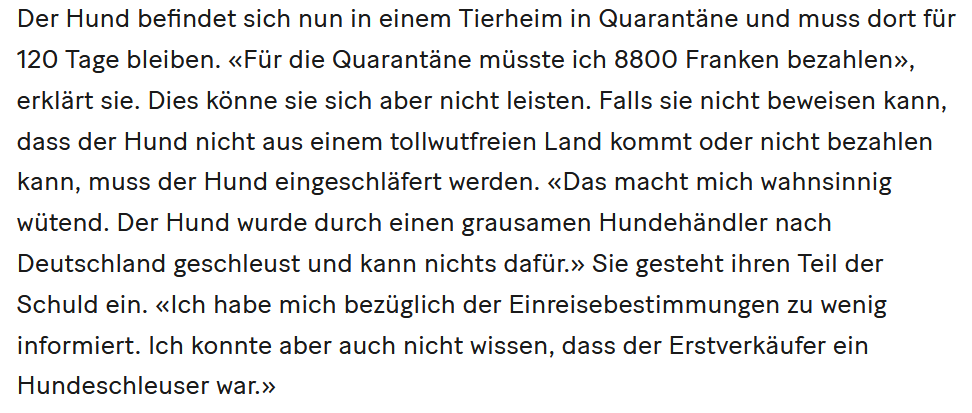 Der Hund befindet sich nun in einem Tierheim in Quarantäne und muss dort für
120 Tage bleiben. «Für die Quarantäne müsste ich 8800 Franken bezahlen»,
erklärt sie. Dies könne sie sich aber nicht leisten. Falls sie nicht beweisen kann,
dass der Hund nicht aus einem tollwutfreien Land kommt oder nicht bezahlen
kann, muss der Hund eingeschläfert werden. «Das macht mich wahnsinnig
wütend. Der Hund wurde durch einen grausamen Hundehändler nach
Deutschland geschleust und kann nichts dafür.» Sie gesteht ihren Teil der
Schuld ein. «Ich habe mich bezüglich der Einreisebestimmungen zu wenig
informiert. Ich konnte aber auch nicht wissen, dass der Erstverkäufer ein
Hundeschleuser war.»